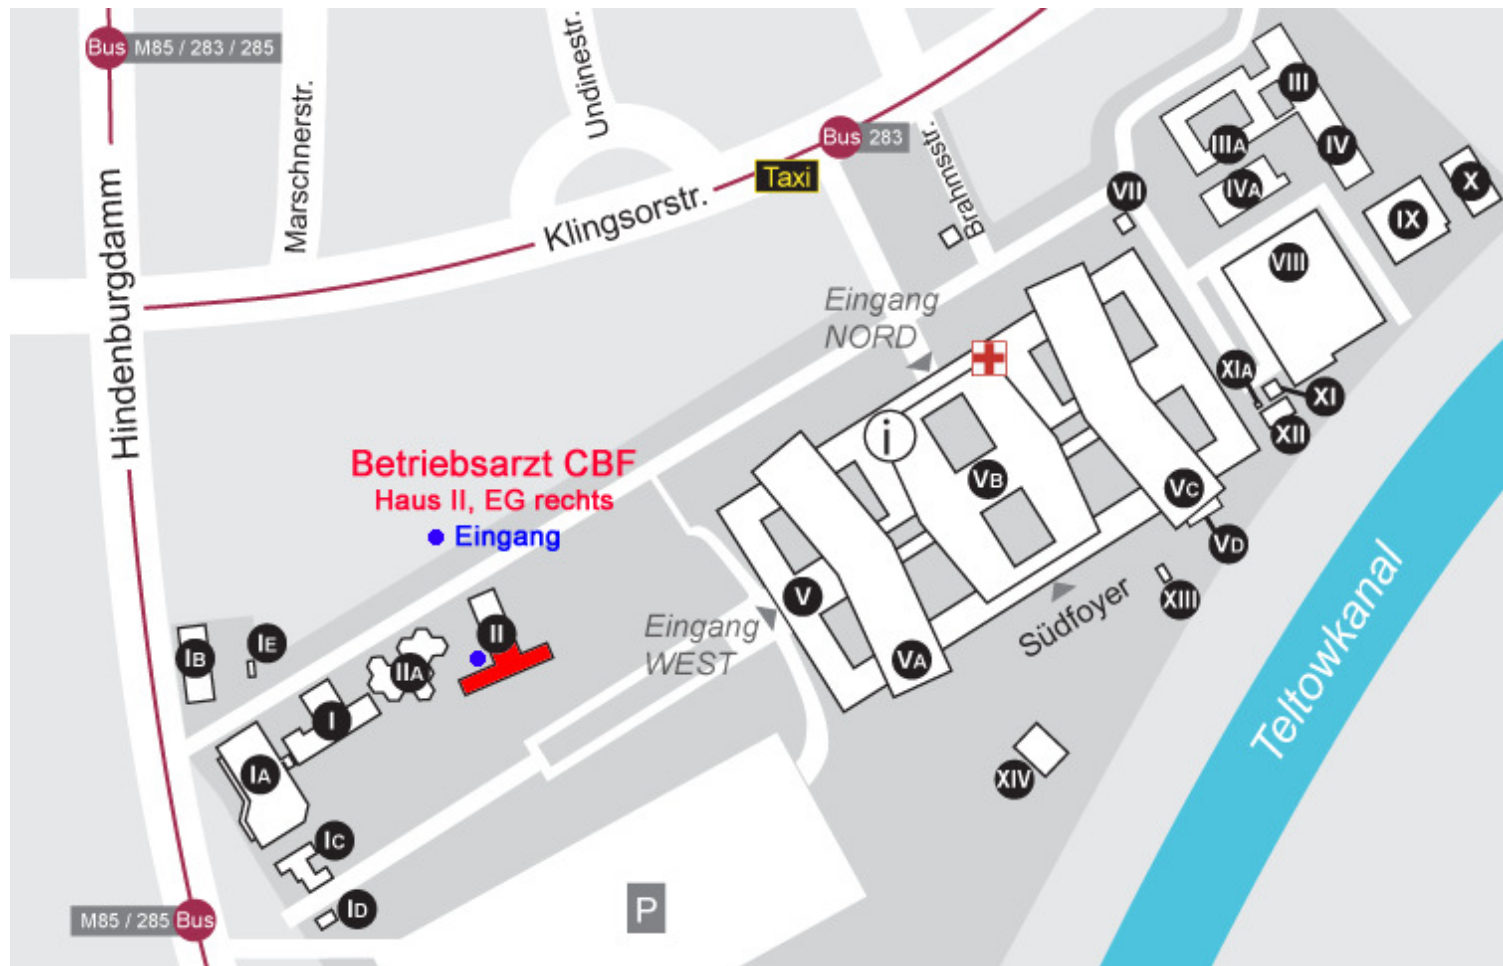 Bus M85 / 283 / 285
Marschnerstr.
Undinestr.
Klingsorstr.
Taxi
Bus 283
Brahmsstr.
Hindenburgdamm
III
IIIA
IV
IVA
VII
X
IX
VIII
Eingang
NORD
XIA
XI
XII
i
VB
VC
VD
Betriebsarzt CBF
Haus II, EG rechts
Eingang
V
VA
XIII
Südfoyer
Eingang
WEST
Teltowkanal
IB
IE
II
IIA
I
IA
XIV
IC
ID
P
M85 / 285 Bus